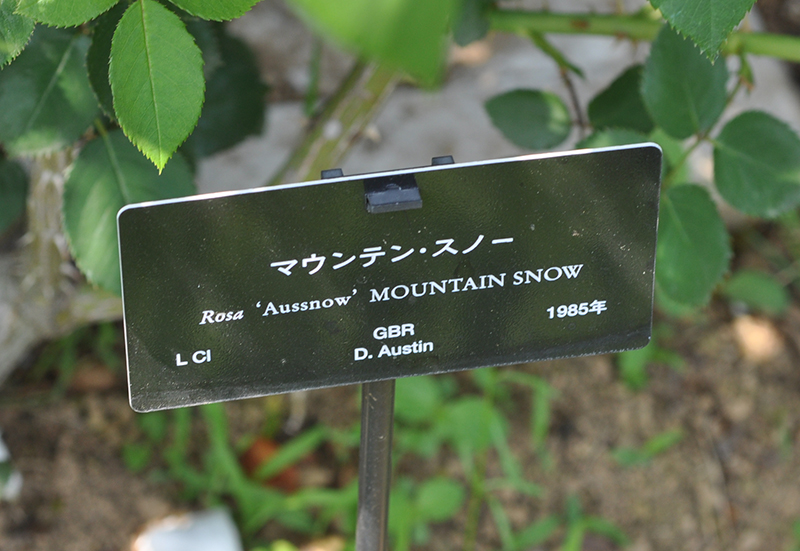 マウンテン・スノー
Rosa ‘Aussnow’ MOUNTAIN SNOW
L Cl GBR 1985年
D. Austin